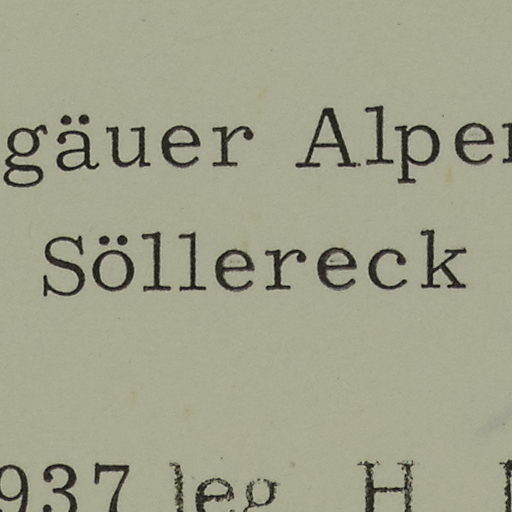 gäuer Alpen
Söllereck
937 leg. H.